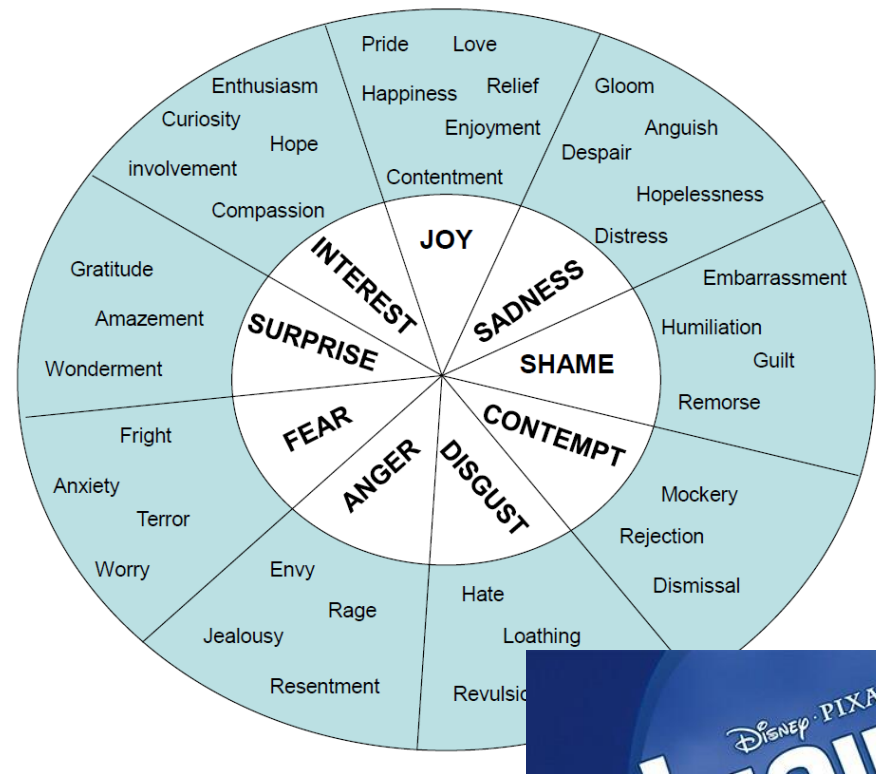 Pride Love
Happiness Relief
Enjoyment
Contentment
Gloom
Anguish
Despair
Hopelessness
Distress
Embarrassment
Humiliation
Guilt
Remorse
Mockery
Rejection
Dismissal
Hate
Loathing
Envy
Rage
Jealousy
Resentment
Fright
Anxiety
Terror
Worry
Gratitude
Amazement
Wonderment
Enthusiasm
Curiosity
Hope
involvement
Compassion
JOY
SADNESS
SHAME
CONTEMPT
DISGUST
ANGER
FEAR
SURPRISE
INTEREST
DISNEY